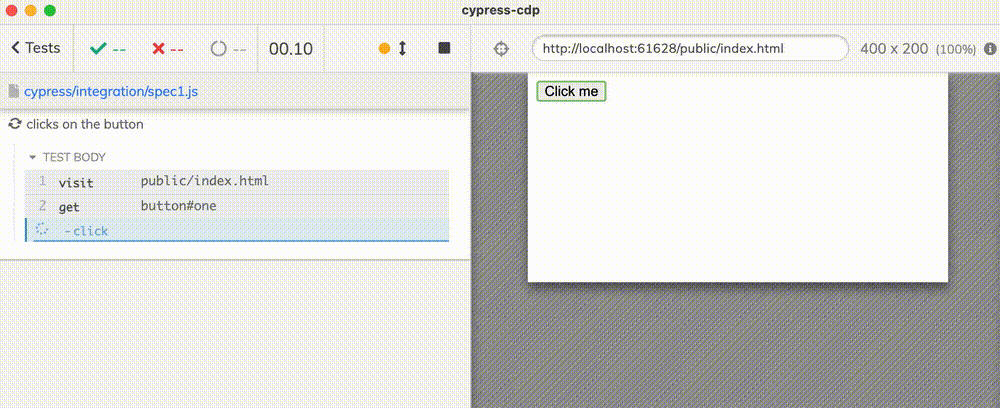 cypress-cdp
Tests -- -- -- 00.10
http://localhost:61628/public/index.html 400 x 200 (100%)
cypress/integration/spec1.js
Click me
clicks on the button
TEST BODY
1 visit public/index.html
2 get button#one
-click